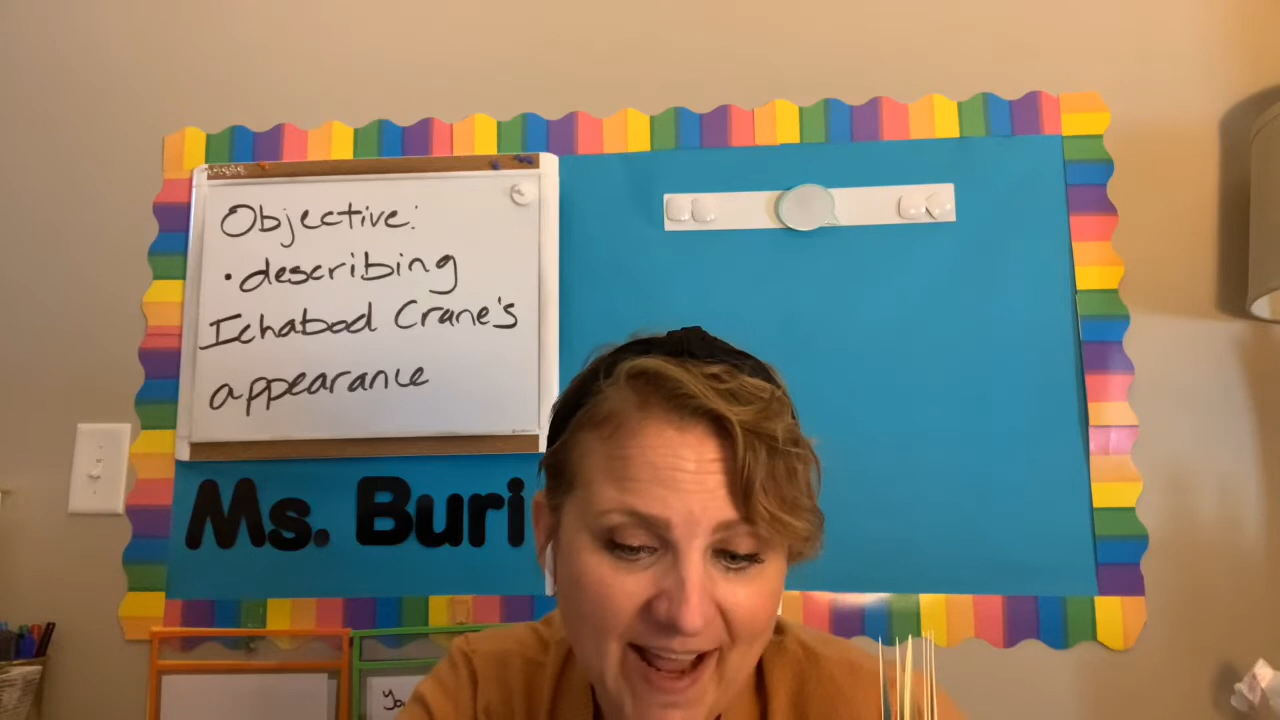 Objective:
• describing
Ichabod Crane's
appearance
Ms. Buri